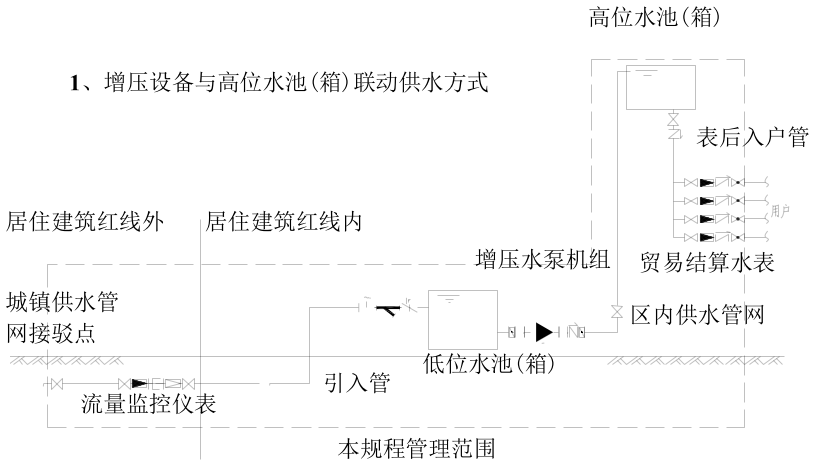 高位水池(箱)
1、增压设备与高位水池(箱)联动供水方式
表后入户管
用户
居住建筑红线外
居住建筑红线内
增压水泵机组
贸易结算水表
城镇供水管
网接驳点
区内供水管网
低位水池(箱)
引入管
流量监控仪表
本规程管理范围